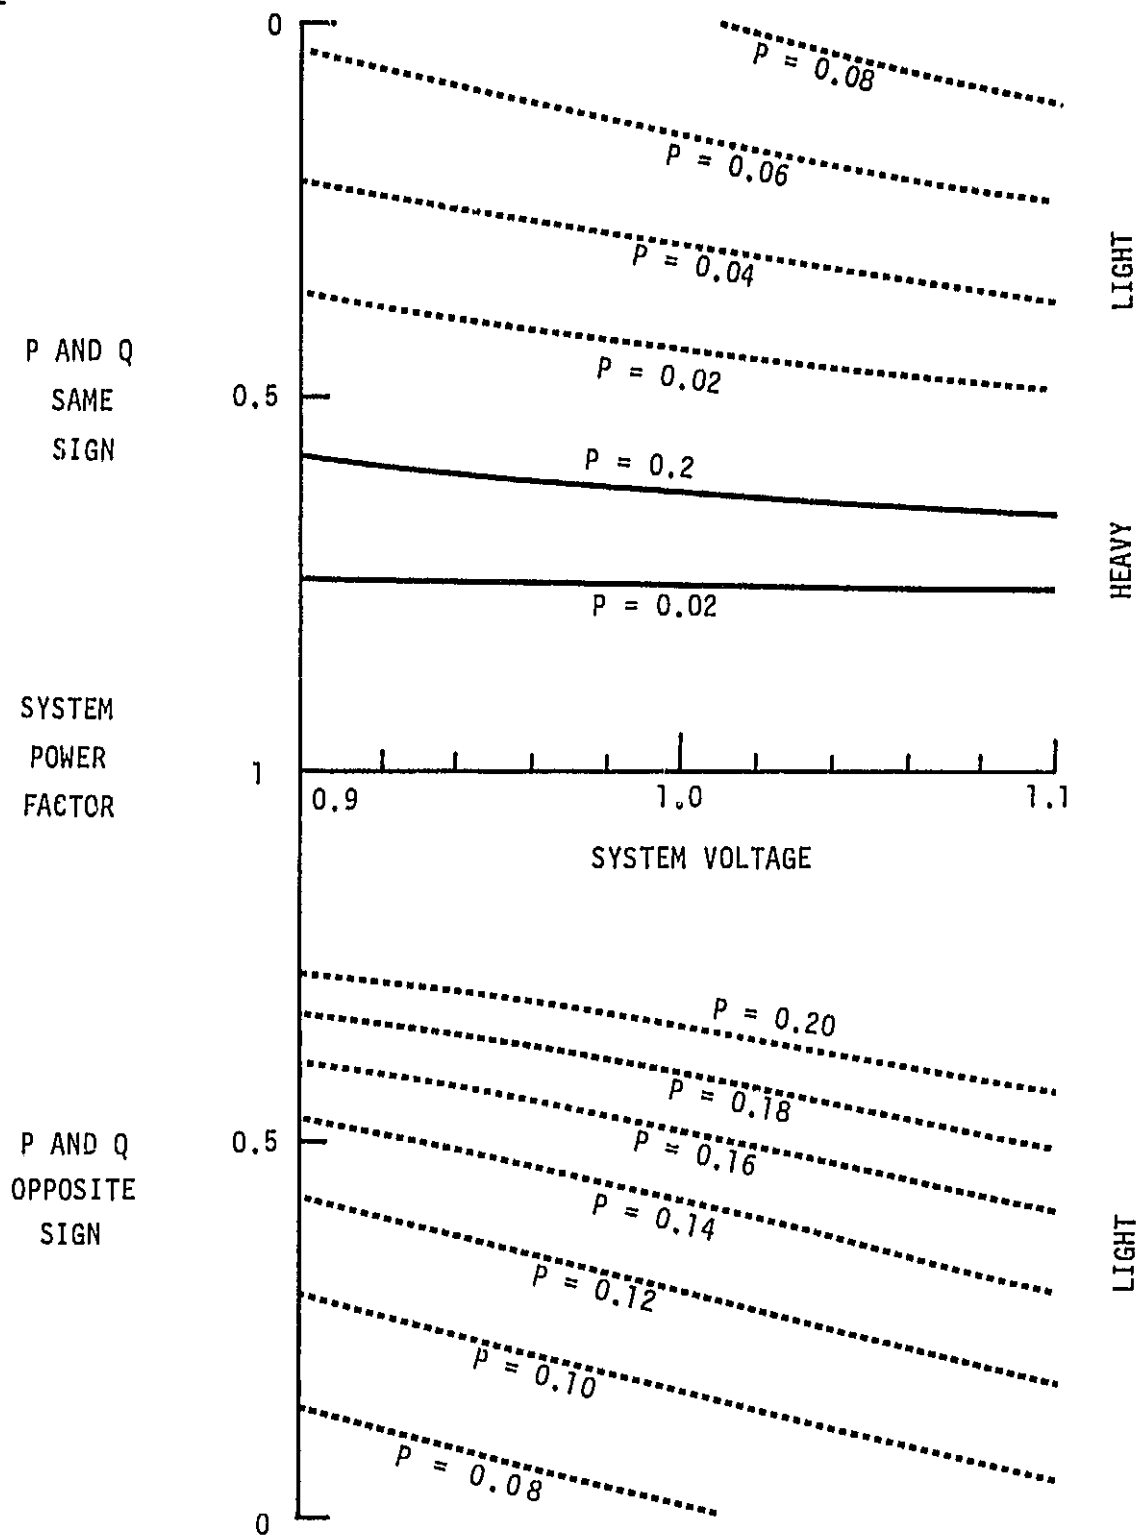 0
P = 0.08
P = 0.06
P = 0.04
LIGHT
P = 0.02
P AND Q
SAME
SIGN
0.5
P = 0.2
HEAVY
P = 0.02
SYSTEM
POWER
FACTOR
1
0.9
1.0
1.1
SYSTEM VOLTAGE
P = 0.20
P = 0.18
P = 0.16
P AND Q
OPPOSITE
SIGN
0.5
P = 0.14
P = 0.12
LIGHT
P = 0.10
P = 0.08
0